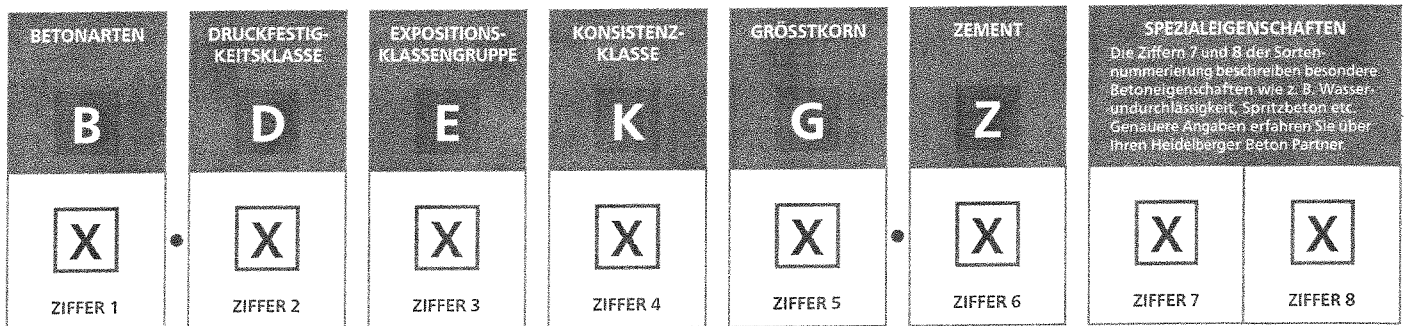 BETONARTEN
B
X
ZIFFER 1
•
DRUCKFESTIG-
KEITSKLASSE
D
X
ZIFFER 2
EXPOSITIONS-
KLASSENGRUPPE
E
X
ZIFFER 3
KONSISTENZ-
KLASSE
K
X
ZIFFER 4
GRÖSSTKORN
G
X
ZIFFER 5
•
ZEMENT
Z
X
ZIFFER 6
SPEZIALEIGENSCHAFTEN
Die Ziffern 7 und 8 der Sorten-
nummerierung beschreiben besondere
Betoneigenschaften wie z. B. Wasser-
undurchlässigkeit, Spritzbeton etc.
Genauere Angaben erfahren Sie über
Ihren Heidelberger Beton Partner
X
ZIFFER 7
X
ZIFFER 8